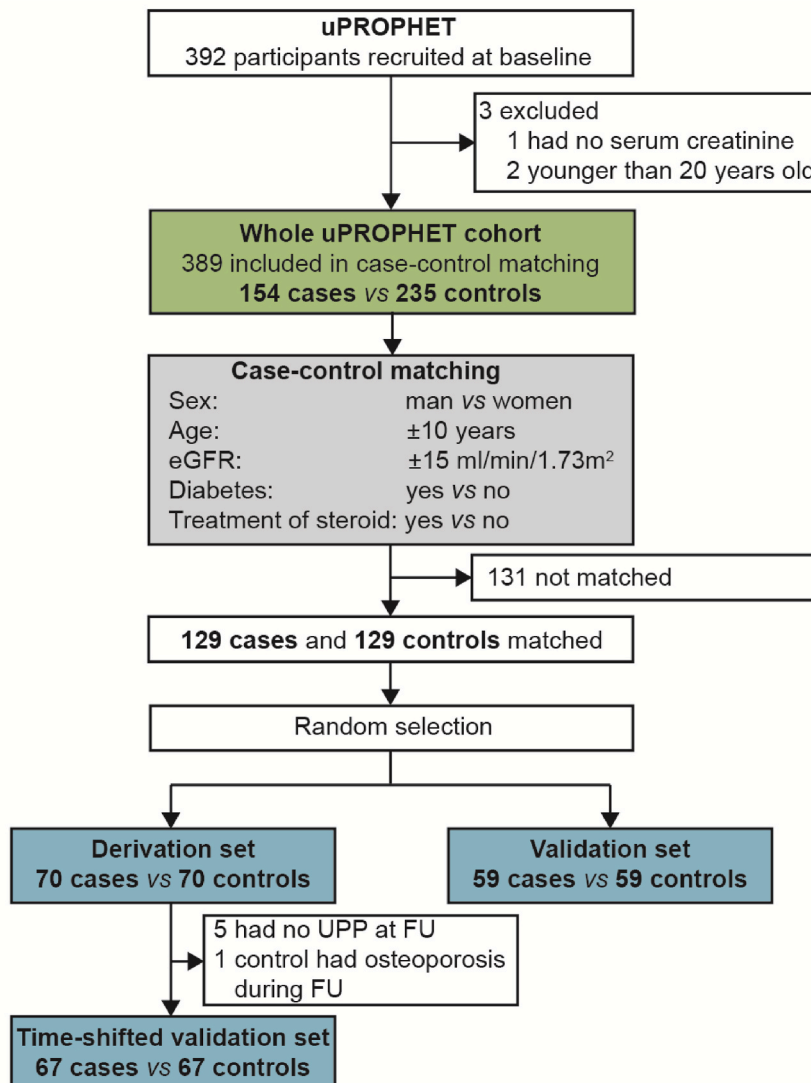 uPROPHET
392 participants recruited at baseline
3 excluded
1 had no serum creatinine
2 younger than 20 years old
Whole uPROPHET cohort
389 included in case-control matching
154 cases vs 235 controls
Case-control matching
Sex: man vs women
Age: ±10 years
eGFR: ±15 ml/min/1.73m²
Diabetes: yes vs no
Treatment of steroid: yes vs no
131 not matched
129 cases and 129 controls matched
Random selection
Derivation set
70 cases vs 70 controls
Validation set
59 cases vs 59 controls
5 had no UPP at FU
1 control had osteoporosis
during FU
Time-shifted validation set
67 cases vs 67 controls